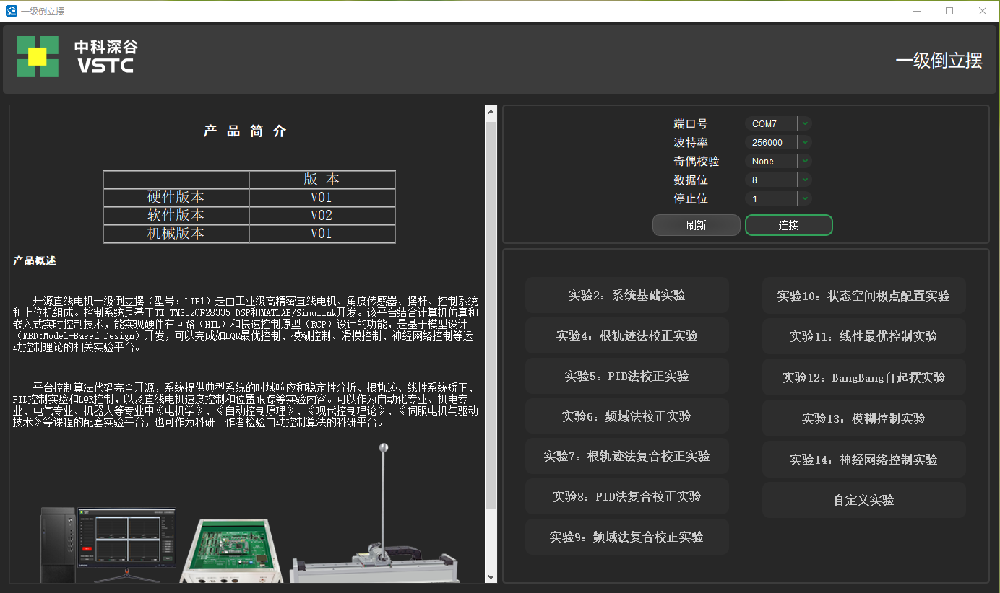 一级倒立摆
中科深谷
VSTC
一级倒立摆
产 品 简 介
版 本
硬件版本 V01
软件版本 V02
机械版本 V01
产品概述
开源直线电机一级倒立摆（型号：LIP1）是由工业级高精密直线电机、角度传感器、摆杆、控制系统
和上位机组成。控制系统是基于TI TMS320F28335 DSP和MATLAB/Simulink开发。该平台结合计算机仿真和
嵌入式实时控制技术，能实现硬件在回路（HIL）和快速控制原型（RCP）设计的功能，是基于模型设计
（MBD:Model-Based Design）开发，可以完成如LQR最优控制、模糊控制、滑模控制、神经网络控制等运
动控制理论的相关实验平台。
平台控制算法代码完全开源，系统提供典型系统的时域响应和稳定性分析、根轨迹、线性系统矫正、
PID控制实验和LQR控制，以及直线电机速度控制和位置跟踪等实验内容。可以作为自动化专业、机电专
业、电气专业、机器人等专业中《电机学》、《自动控制原理》、《现代控制理论》、《伺服电机与驱动
技术》等课程的配套实验平台，也可作为科研工作者检验自动控制算法的科研平台。
端口号 COM7
波特率 256000
奇偶校验 None
数据位 8
停止位 1
刷新 连接
实验2：系统基础实验
实验4：根轨迹法校正实验
实验5：PID法校正实验
实验6：频域法校正实验
实验7：根轨迹法复合校正实验
实验8：PID法复合校正实验
实验9：频域法复合校正实验
实验10：状态空间极点配置实验
实验11：线性最优控制实验
实验12：BangBang自起摆实验
实验13：模糊控制实验
实验14：神经网络控制实验
自定义实验